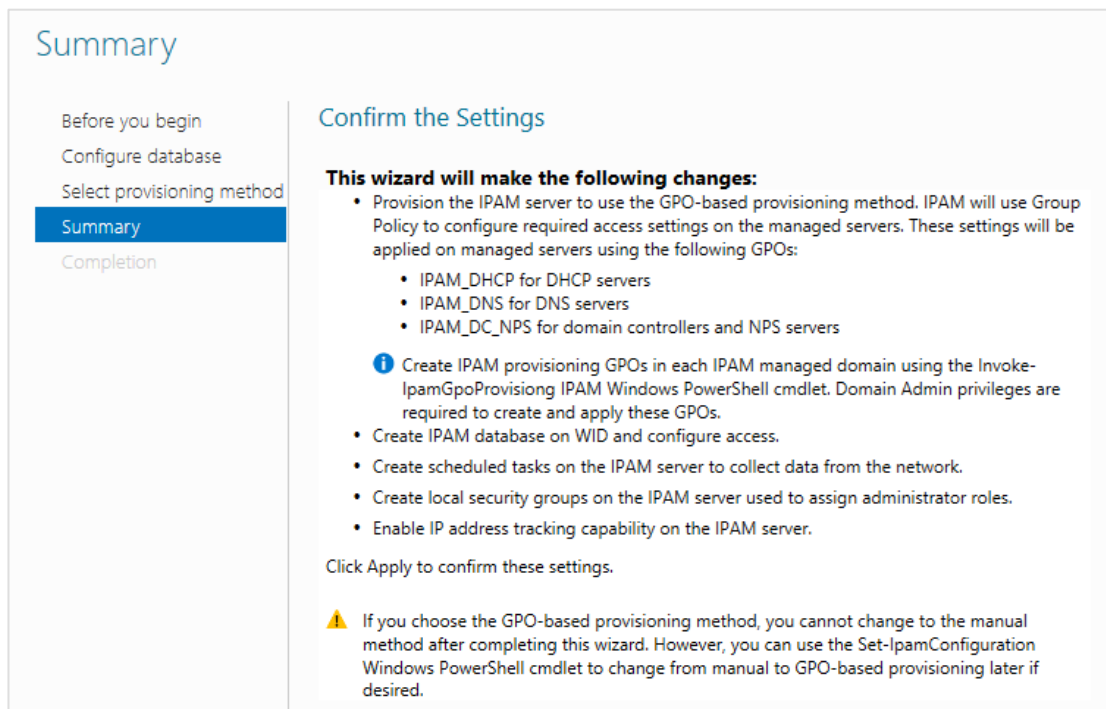 Summary
Before you begin
Configure database
Select provisioning method
Summary
Completion
Confirm the Settings
This wizard will make the following changes:
• Provision the IPAM server to use the GPO-based provisioning method. IPAM will use Group
Policy to configure required access settings on the managed servers. These settings will be
applied on managed servers using the following GPOs:
• IPAM_DHCP for DHCP servers
• IPAM_DNS for DNS servers
• IPAM_DC_NPS for domain controllers and NPS servers
Create IPAM provisioning GPOs in each IPAM managed domain using the Invoke-
IpamGpoProvisiong IPAM Windows PowerShell cmdlet. Domain Admin privileges are
required to create and apply these GPOs.
• Create IPAM database on WID and configure access.
• Create scheduled tasks on the IPAM server to collect data from the network.
• Create local security groups on the IPAM server used to assign administrator roles.
• Enable IP address tracking capability on the IPAM server.
Click Apply to confirm these settings.
If you choose the GPO-based provisioning method, you cannot change to the manual
method after completing this wizard. However, you can use the Set-IpamConfiguration
Windows PowerShell cmdlet to change from manual to GPO-based provisioning later if
desired.